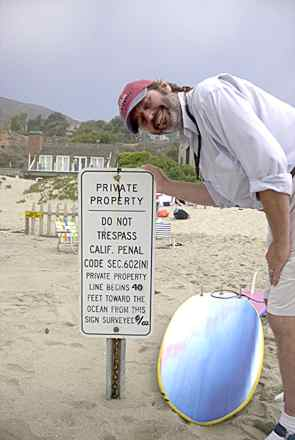 PRIVATE
PROPERTY
DO NOT
TRESPASS
CALIF. PENAL
CODE SEC. 602(N)
PRIVATE PROPERTY
LINE BEGINS 40
FEET TOWARD THE
OCEAN FROM THIS
SIGN SURVEYED 6/02